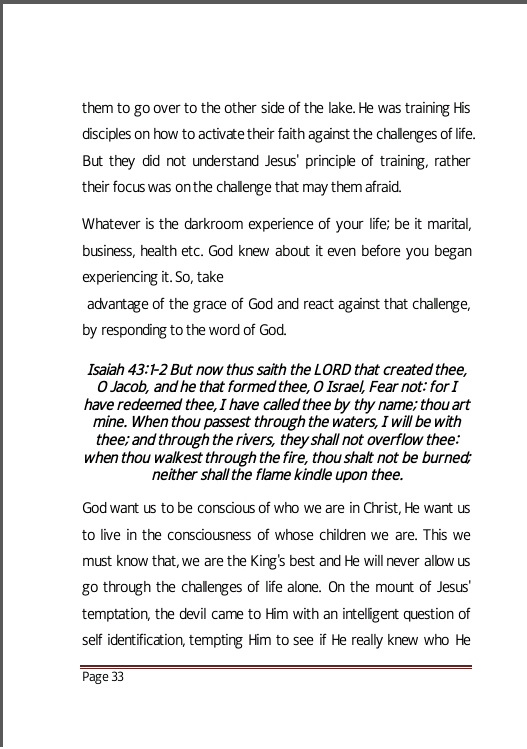 them to go over to the other side of the lake. He was training His
disciples on how to activate their faith against the challenges of life.
But they did not understand Jesus' principle of training, rather
their focus was on the challenge that may them afraid.
Whatever is the darkroom experience of your life; be it marital,
business, health etc. God knew about it even before you began
experiencing it. So, take
advantage of the grace of God and react against that challenge,
by responding to the word of God.
Isaiah 43:1-2 But now thus saith the LORD that created thee,
O Jacob, and he that formed thee, O Israel, Fear not: for I
have redeemed thee, I have called thee by thy name; thou art
mine. When thou passest through the waters, I will be with
thee; and through the rivers, they shall not overflow thee:
when thou walkest through the fire, thou shalt not be burned;
neither shall the flame kindle upon thee.
God want us to be conscious of who we are in Christ, He want us
to live in the consciousness of whose children we are. This we
must know that, we are the King's best and He will never allow us
go through the challenges of life alone. On the mount of Jesus'
temptation, the devil came to Him with an intelligent question of
self identification, tempting Him to see if He really knew who He
Page 33